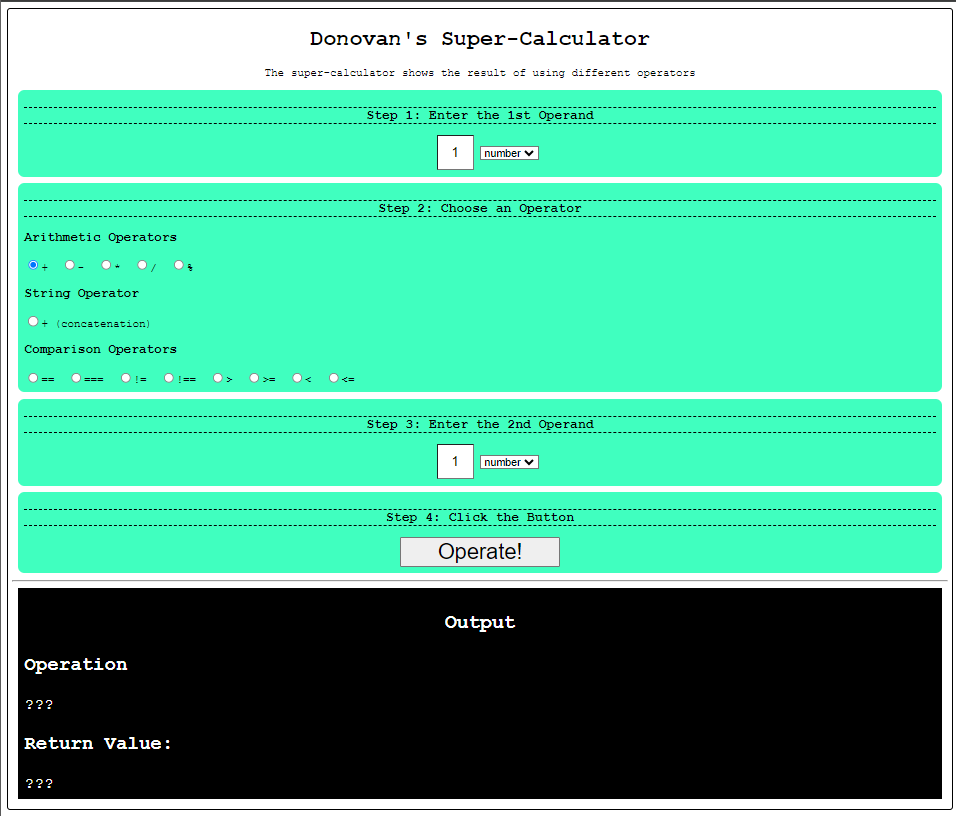 Donovan's Super-Calculator
The super-calculator shows the result of using different operators
Step 1: Enter the 1st Operand
1 number
Step 2: Choose an Operator
Arithmetic Operators
+ - * / %
String Operator
+ (concatenation)
Comparison Operators
== === != !== > >= < <=
Step 3: Enter the 2nd Operand
1 number
Step 4: Click the Button
Operate!
Output
Operation
???
Return Value:
???